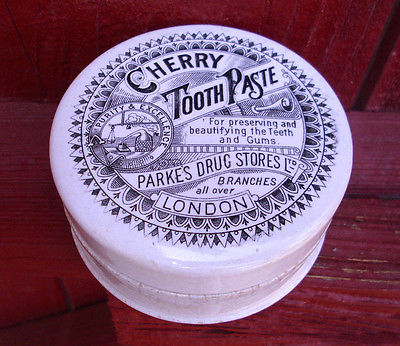 CHERRY
TOOTH PASTE
PURITY & EXCELLENCE
For preserving and
beautifying the Teeth
and Gums.
PARKES DRUG STORES LTD
BRANCHES
all over
LONDON